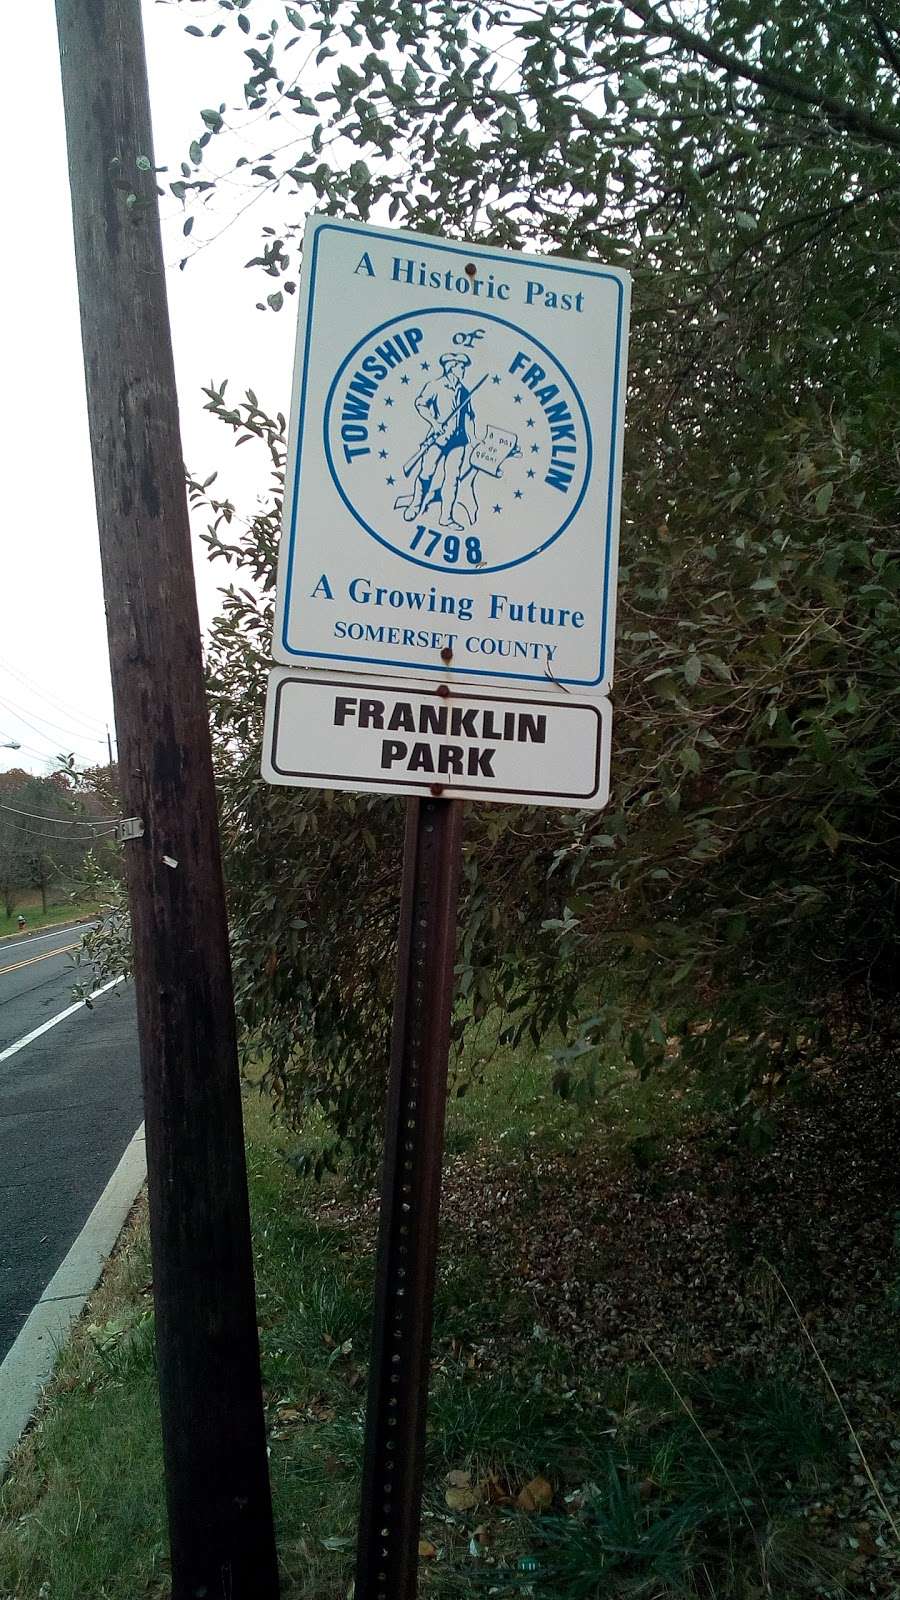 A Historic Past
TOWNSHIP of FRANKLIN
1798
A Growing Future
SOMERSET COUNTY
FRANKLIN
PARK